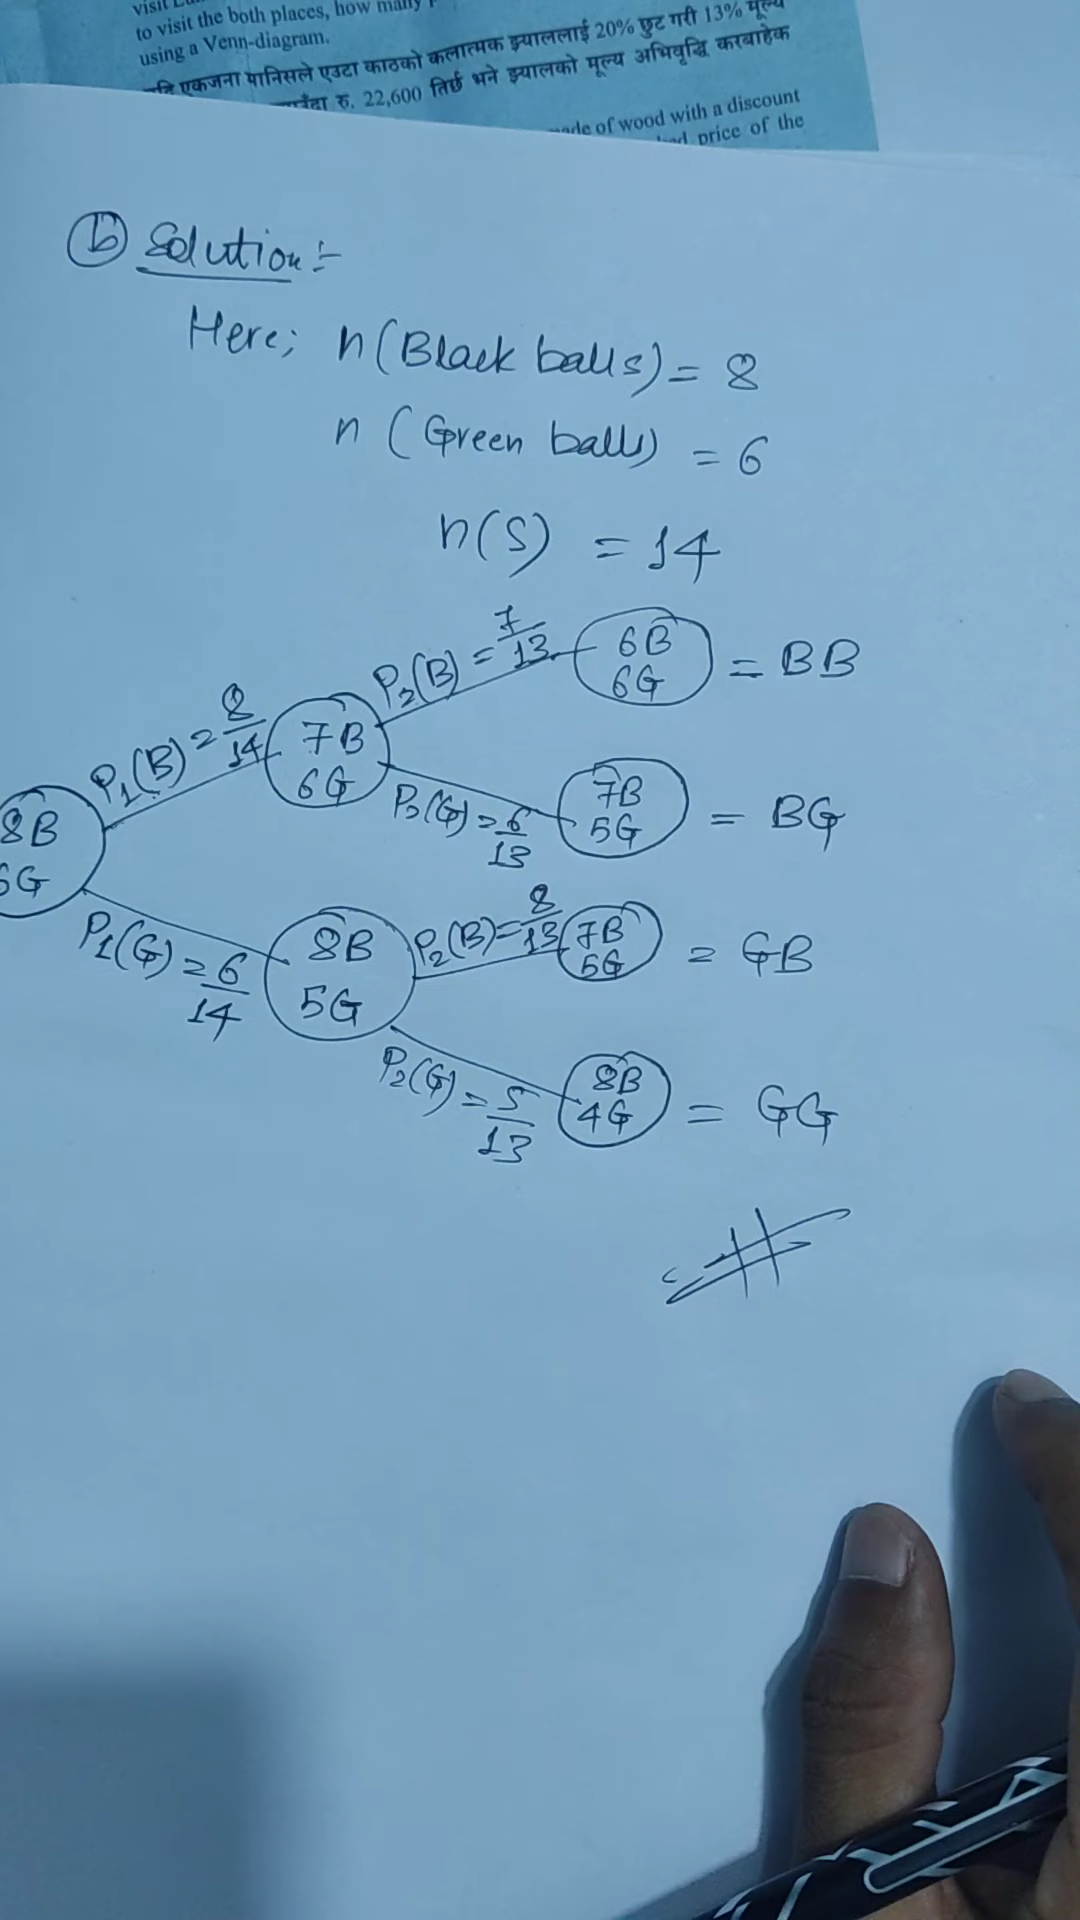 visit
to visit the both places, how many
using a Venn-diagram.
एकजना यानिसले एउटा काठको कलात्मक झ्याललाई 20% छुट गरी 13% मूल्य
रु. 22,600 तिर्छ भने झ्यालको मूल्य अभिवृद्धि करबाहेक
of wood with a discount
price of the
(b) Solution :-
Here; n(Black balls) = 8
n (Green balls) = 6
n(S) = 14
P₂(B) = 7/13 6B 6G = BB
P₁(B) = 8/14 7B 6G
P₂(G) = 6/13 7B 5G = BG
8B 6G
P₁(G) = 6/14 8B 5G
P₂(B) = 8/13 7B 5G = GB
P₂(G) = 5/13 8B 4G = GG